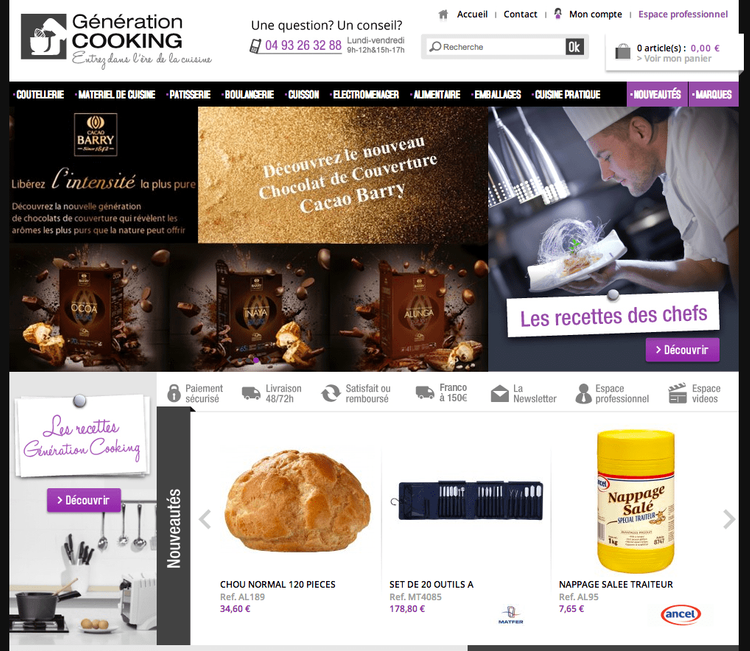 Génération
COOKING
Entrez dans l'ère de la cuisine
Une question? Un conseil?
04 93 26 32 88
Lundi-vendredi
9h-12h&15h-17h
Accueil | Contact | Mon compte | Espace professionnel
Recherche
Ok
0 article(s) : 0,00 €
> Voir mon panier
COUTELLERIE MATERIEL DE CUISINE PATISSERIE BOULANGERIE CUISSON ELECTROMENAGER ALIMENTAIRE EMBALLAGES CUISINE PRATIQUE NOUVEAUTÉS MARQUES
CACAO
BARRY
Since 1842
Libérez l'intensité la plus pure
Découvrez la nouvelle génération
de chocolats de couverture qui révèlent les
arômes les plus purs que la nature peut offrir
Découvrez le nouveau
Chocolat de Couverture
Cacao Barry
OCOA
INAYA
ALUNGA
Les recettes des chefs
> Découvrir
Paiement
sécurisé
Livraison
48/72h
Satisfait ou
remboursé
Franco
à 150€
La
Newsletter
Espace
professionnel
Espace
videos
Les recettes
Génération Cooking
> Découvrir
Nouveautés
ancel
Nappage
Salé
SPÉCIAL TRAITEUR
1kg
CHOU NORMAL 120 PIECES
Ref. AL189
34,60 €
SET DE 20 OUTILS A
Ref. MT4085
178,80 €
MATFER
NAPPAGE SALEE TRAITEUR
Ref. AL95
7,65 €
ancel